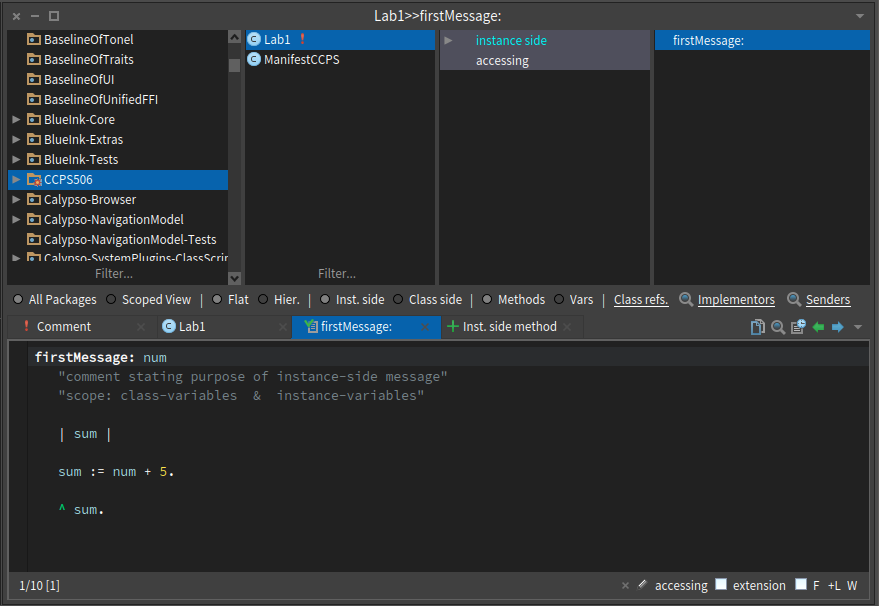 Lab1>>firstMessage:
BaselineOfTonel
BaselineOfTraits
BaselineOfUI
BaselineOfUnifiedFFI
BlueInk-Core
BlueInk-Extras
BlueInk-Tests
CCPS506
Calypso-Browser
Calypso-NavigationModel
Calypso-NavigationModel-Tests
Calypso-SystemPlugins-ClassScrip
Filter...
Lab1 !
ManifestCCPS
Filter...
instance side
accessing
firstMessage:
All Packages Scoped View | Flat Hier. | Inst. side Class side | Methods Vars | Class refs. Implementors Senders
! Comment Lab1 firstMessage: Inst. side method
firstMessage: num
"comment stating purpose of instance-side message"
"scope: class-variables & instance-variables"
| sum |
sum := num + 5.
^ sum.
1/10 [1] accessing extension F +L W